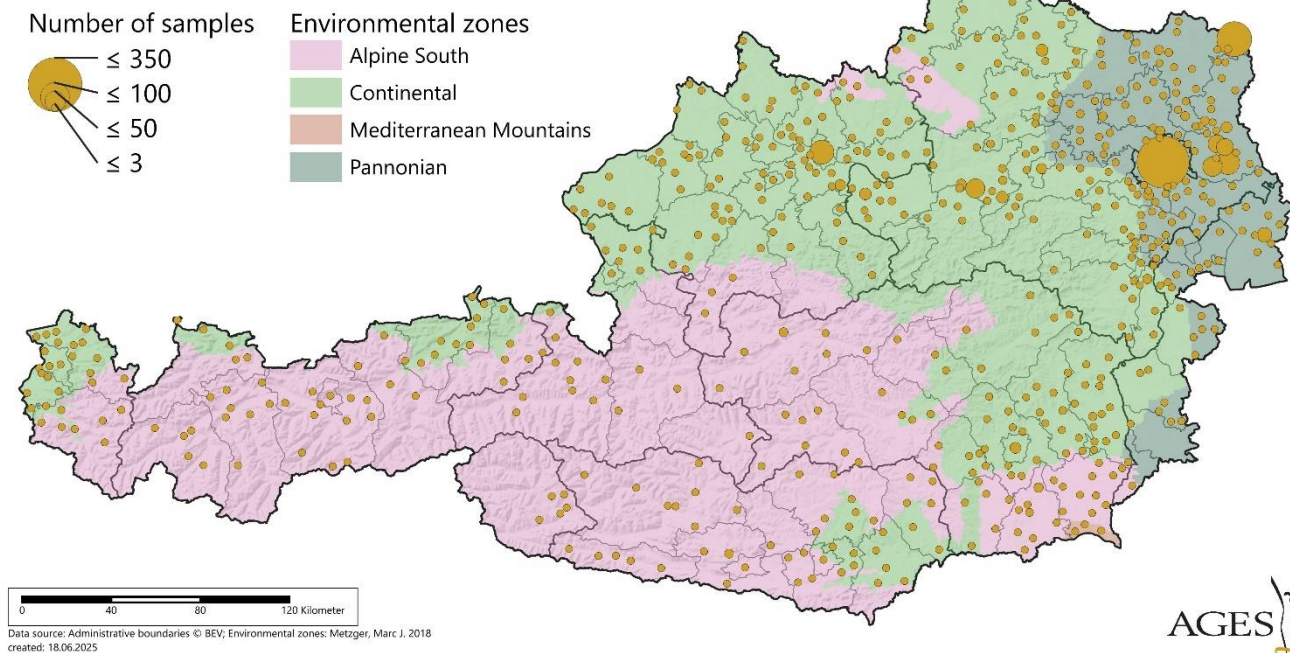 Number of samples
≤ 350
≤ 100
≤ 50
≤ 3
Environmental zones
Alpine South
Continental
Mediterranean Mountains
Pannonian
0 40 80 120 Kilometer
Data source: Administrative boundaries © BEV; Environmental zones: Metzger, Marc J. 2018
created: 18.06.2025
AGES